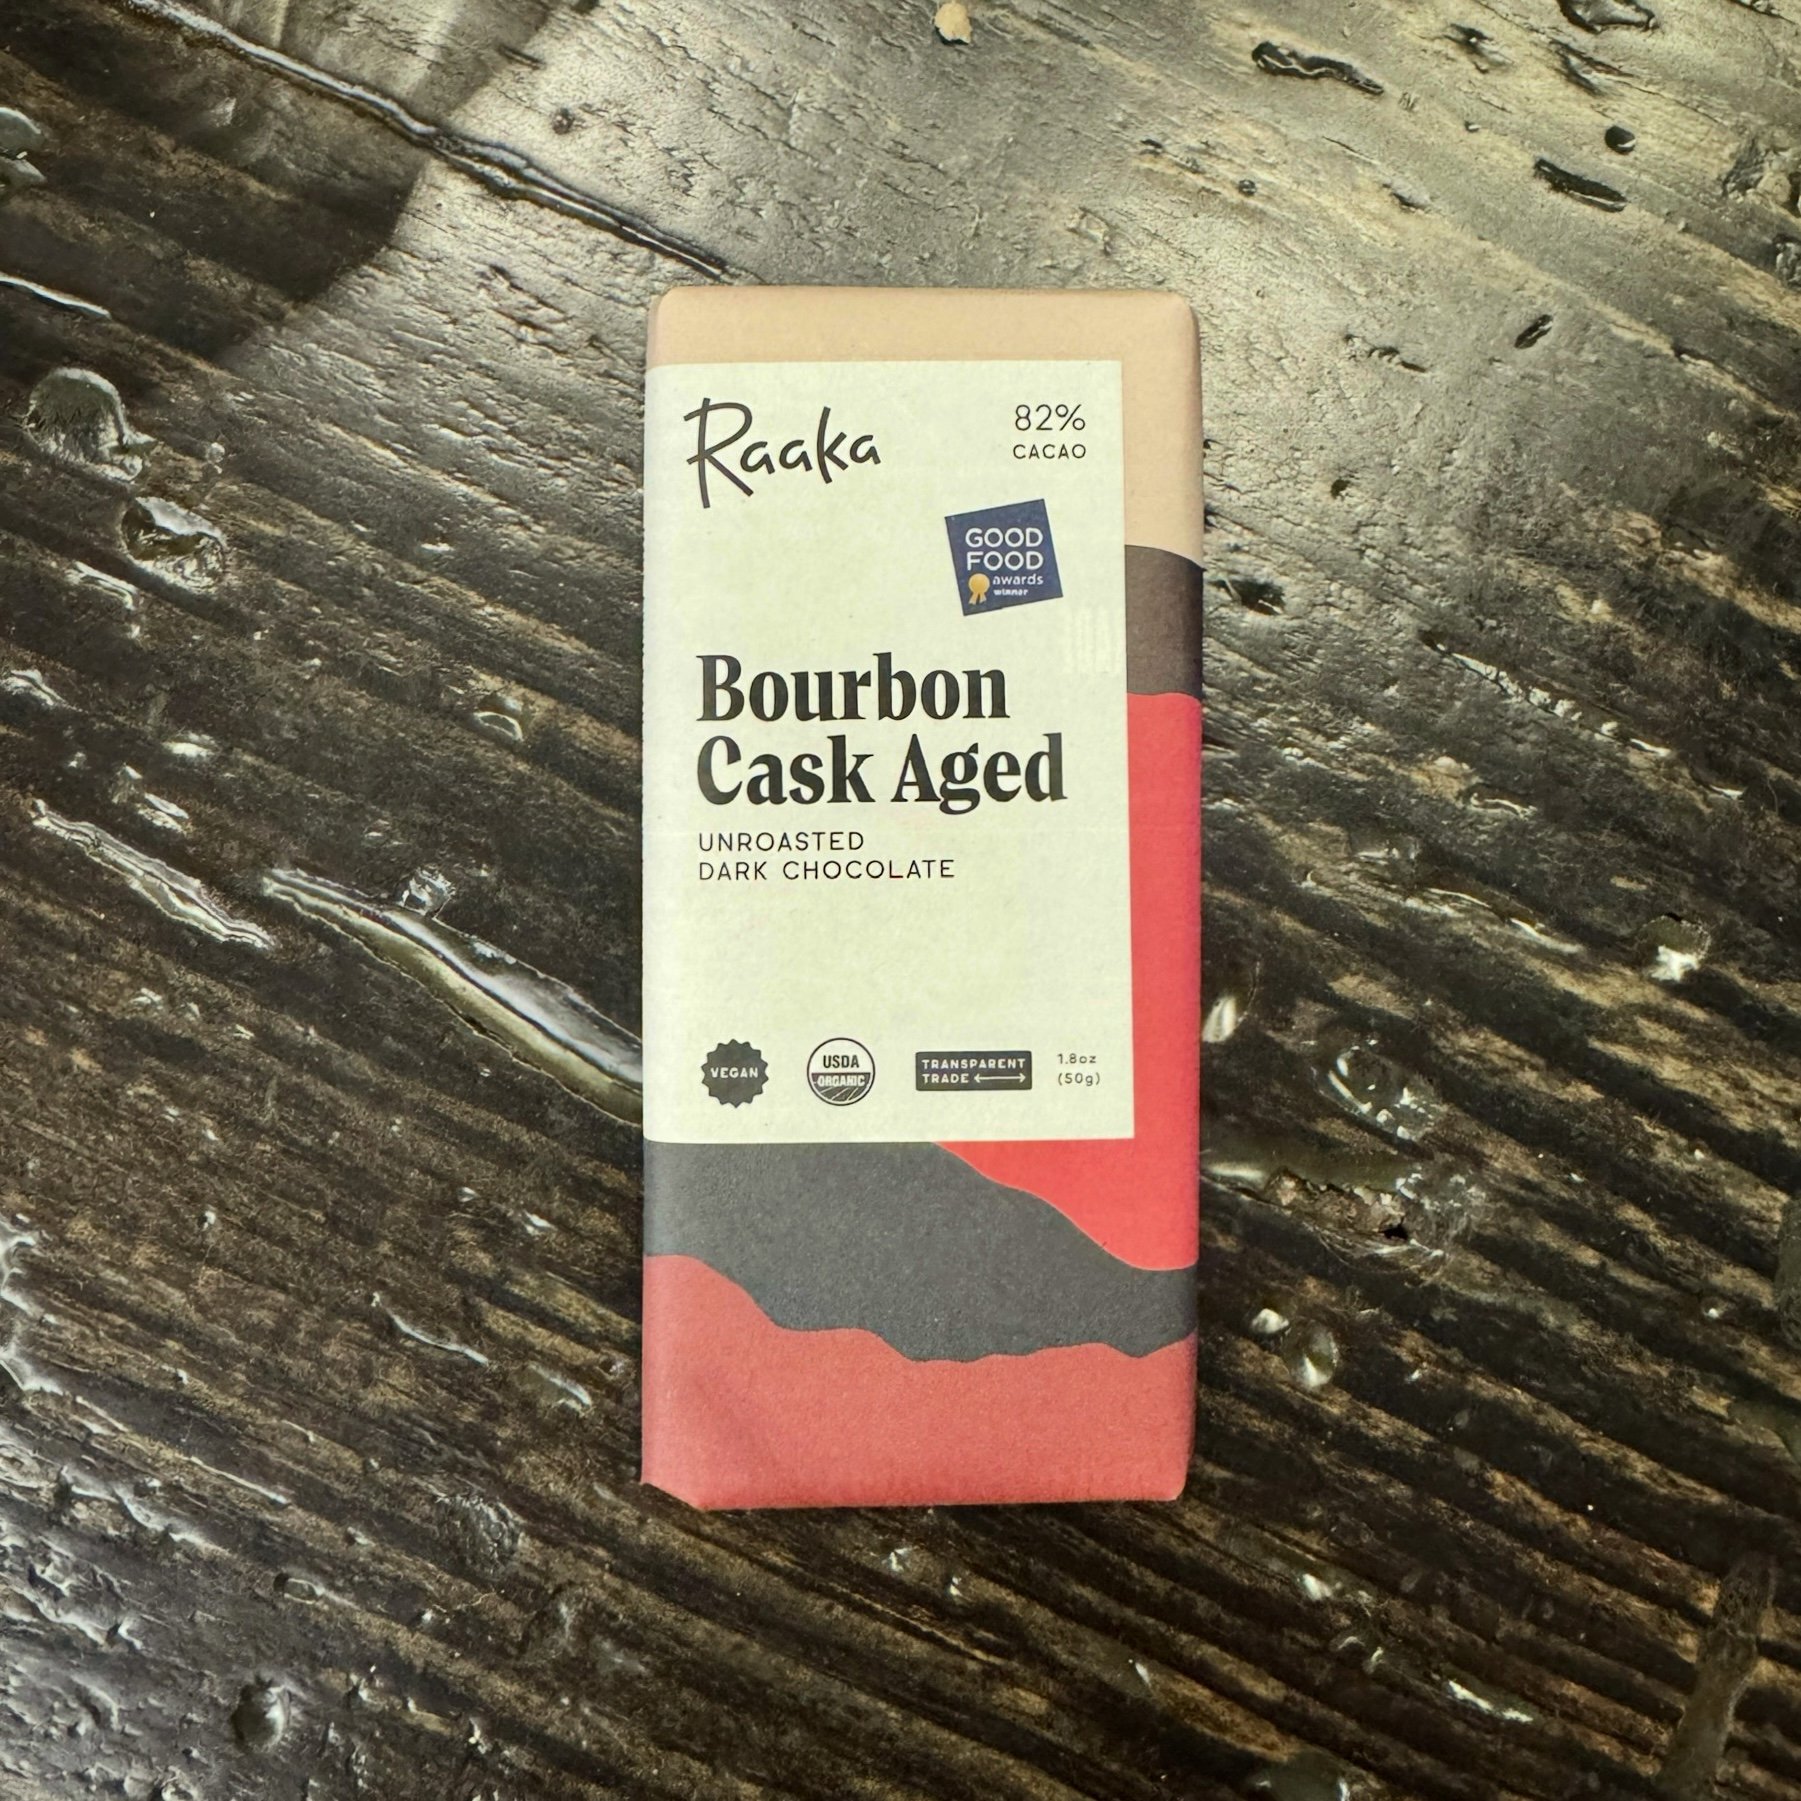 Raaka
82%
CACAO
GOOD
FOOD
awards
winner
Bourbon
Cask Aged
UNROASTED
DARK CHOCOLATE
VEGAN
USDA
ORGANIC
TRANSPARENT
TRADE
1.8oz
(50g)